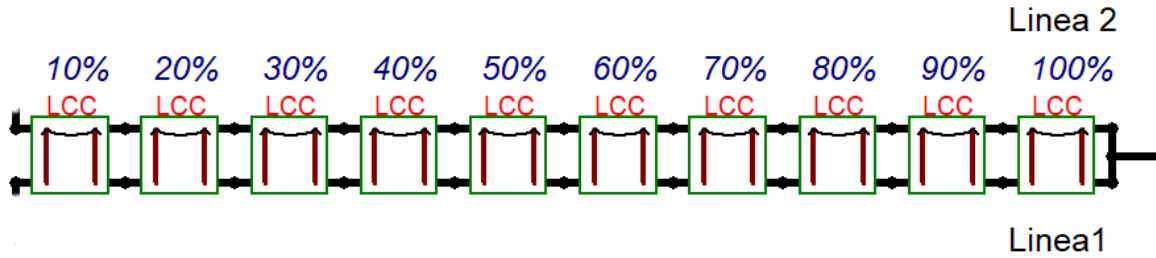 Linea 2
10% 20% 30% 40% 50% 60% 70% 80% 90% 100%
LCC LCC LCC LCC LCC LCC LCC LCC LCC LCC
Linea1